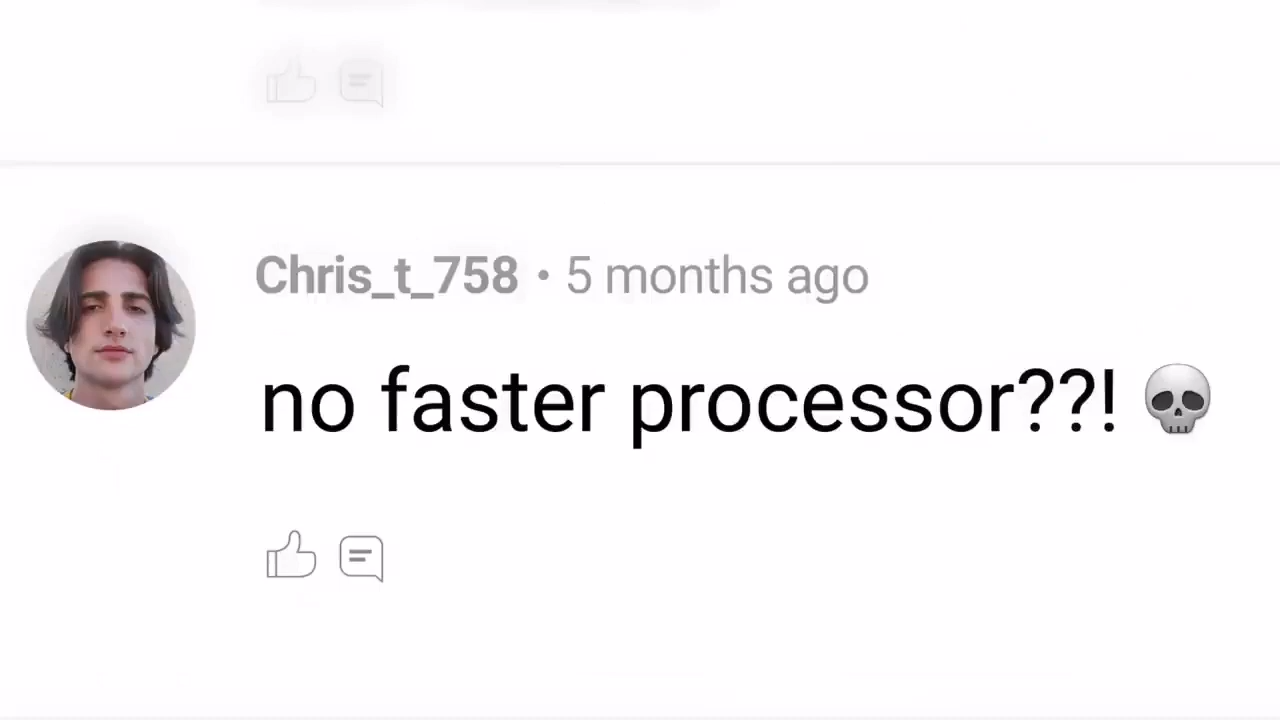 Chris_t_758 • 5 months ago
no faster processor??! 💀